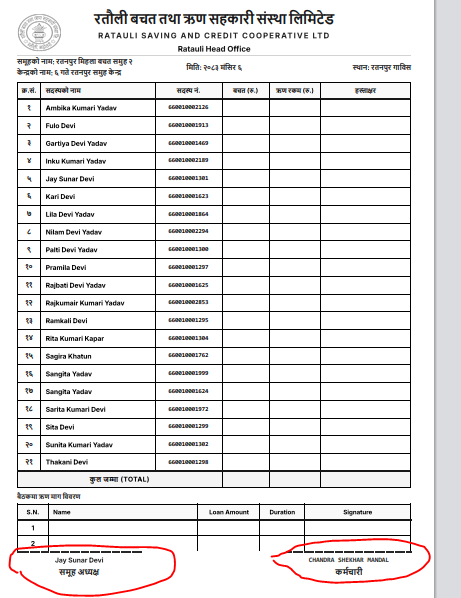 रतौली बचत तथा ऋण सहकारी संस्था लिमिटेड
RATAULI SAVING AND CREDIT COOPERATIVE LTD
Ratauli Head Office
समूहको नाम: रतनपुर मिहला बचत समुह २
केन्द्रको नाम: ६ गते रतनपुर समुह केन्द्र
मिति: २०८३ मंसिर ६
स्थान: रतनपुर गाविस
क्र.सं. सदस्यको नाम सदस्य नं. बचत (रु.) ऋण रकम (रु.) हस्ताक्षर
१ Ambika Kumari Yadav 660010002126
२ Fulo Devi 660010001913
३ Gartiya Devi Yadav 660010001469
४ Inku Kumari Yadav 660010002189
५ Jay Sunar Devi 660010001301
६ Kari Devi 660010001623
७ Lila Devi Yadav 660010001864
८ Nilam Devi Yadav 660010002294
९ Palti Devi Yadav 660010001300
१० Pramila Devi 660010001297
११ Rajbati Devi Yadav 660010001625
१२ Rajkumair Kumari Yadav 660010002853
१३ Ramkali Devi 660010001295
१४ Rita Kumari Kapar 660010001304
१५ Sagira Khatun 660010001762
१६ Sangita Yadav 660010001999
१७ Sangita Yadav 660010001624
१८ Sarita Kumari Devi 660010001972
१९ Sita Devi 660010001299
२० Sunita Kumari Yadav 660010001302
२१ Thakani Devi 660010001298
कुल जम्मा (TOTAL)
बैठकमा ऋण माग विवरण
S.N. Name Loan Amount Duration Signature
1
2
Jay Sunar Devi
समूह अध्यक्ष
CHANDRA SHEKHAR MANDAL
कर्मचारी